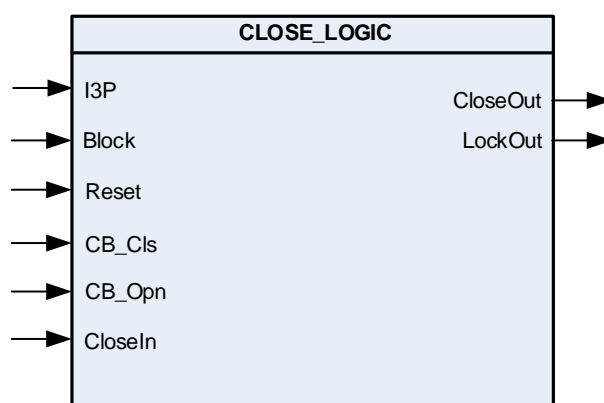 CLOSE_LOGIC
I3P
CloseOut
Block
LockOut
Reset
CB_Cls
CB_Opn
CloseIn